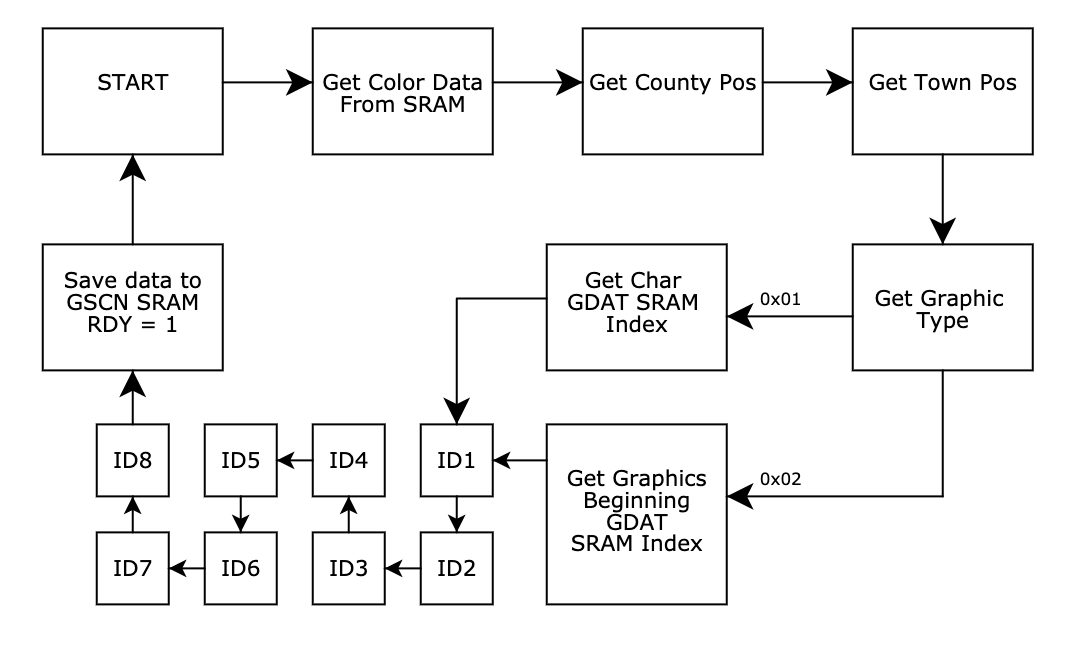 START
Get Color Data
From SRAM
Get County Pos
Get Town Pos
Save data to
GSCN SRAM
RDY = 1
Get Char
GDAT SRAM
Index
0x01
Get Graphic
Type
ID8
ID5
ID4
ID1
Get Graphics
Beginning
GDAT
SRAM Index
0x02
ID7
ID6
ID3
ID2